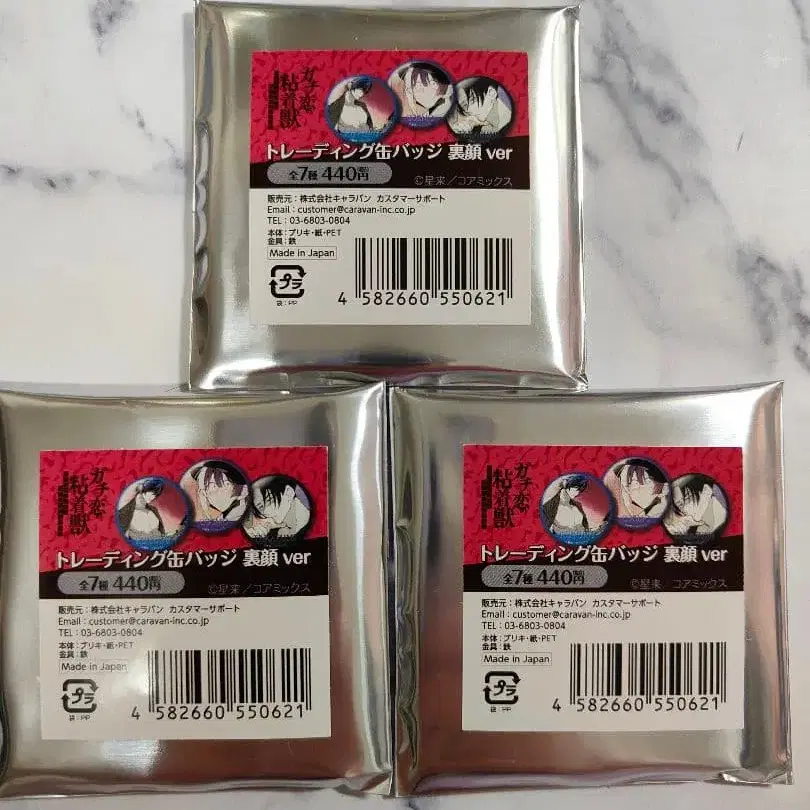 ガチ恋
粘着獣
トレーディング缶バッジ 裏顔 ver
全7種 440円
©星来／コアミックス
販売元：株式会社キャラバン カスタマーサポート
Email：customer@caravan-inc.co.jp
TEL：03-6803-0804
本体：ブリキ・紙・PET
金具：鉄
Made in Japan
プラ
袋：PP
4 582660 550621
ガチ恋
粘着獣
トレーディング缶バッジ 裏顔 ver
全7種 440円
©星来／コアミックス
販売元：株式会社キャラバン カスタマーサポート
Email：customer@caravan-inc.co.jp
TEL：03-6803-0804
本体：ブリキ・紙・PET
金具：鉄
Made in Japan
プラ
袋：PP
4 582660 550621
ガチ恋
粘着獣
トレーディング缶バッジ 裏顔 ver
全7種 440円
©星来／コアミックス
販売元：株式会社キャラバン カスタマーサポート
Email：customer@caravan-inc.co.jp
TEL：03-6803-0804
本体：ブリキ・紙・PET
金具：鉄
Made in Japan
プラ
袋：PP
4 582660 550621